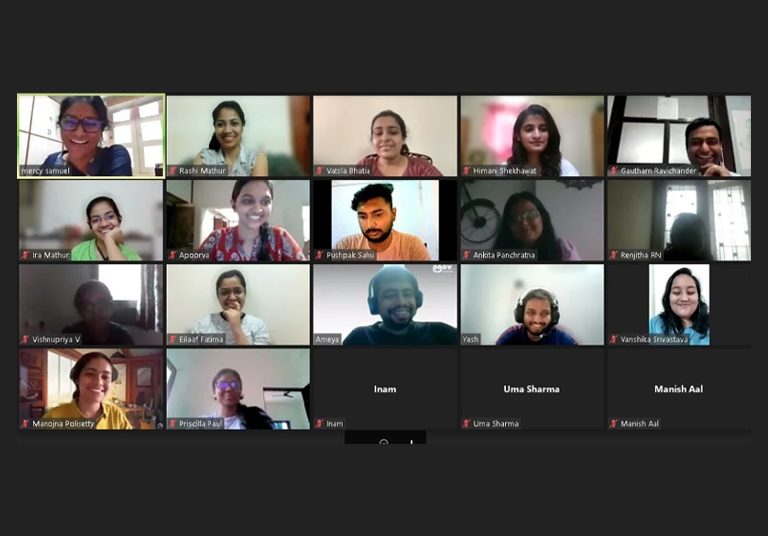 mercy samuel
Rashi Mathur
Vatsla Bhatia
Himani Shekhawat
Gautham Ravichander
Ira Mathur
Apoorva
Pushpak Sahu
Ankita Panchratna
Renjitha RN
Vishnupriya V
Eilaaf Fatima
Ameya
Yash
Vanshika Srivastava
Manojna Polisetty
Priscilla Paul
Inam
Inam
Uma Sharma
Uma Sharma
Manish Aal
Manish Aal